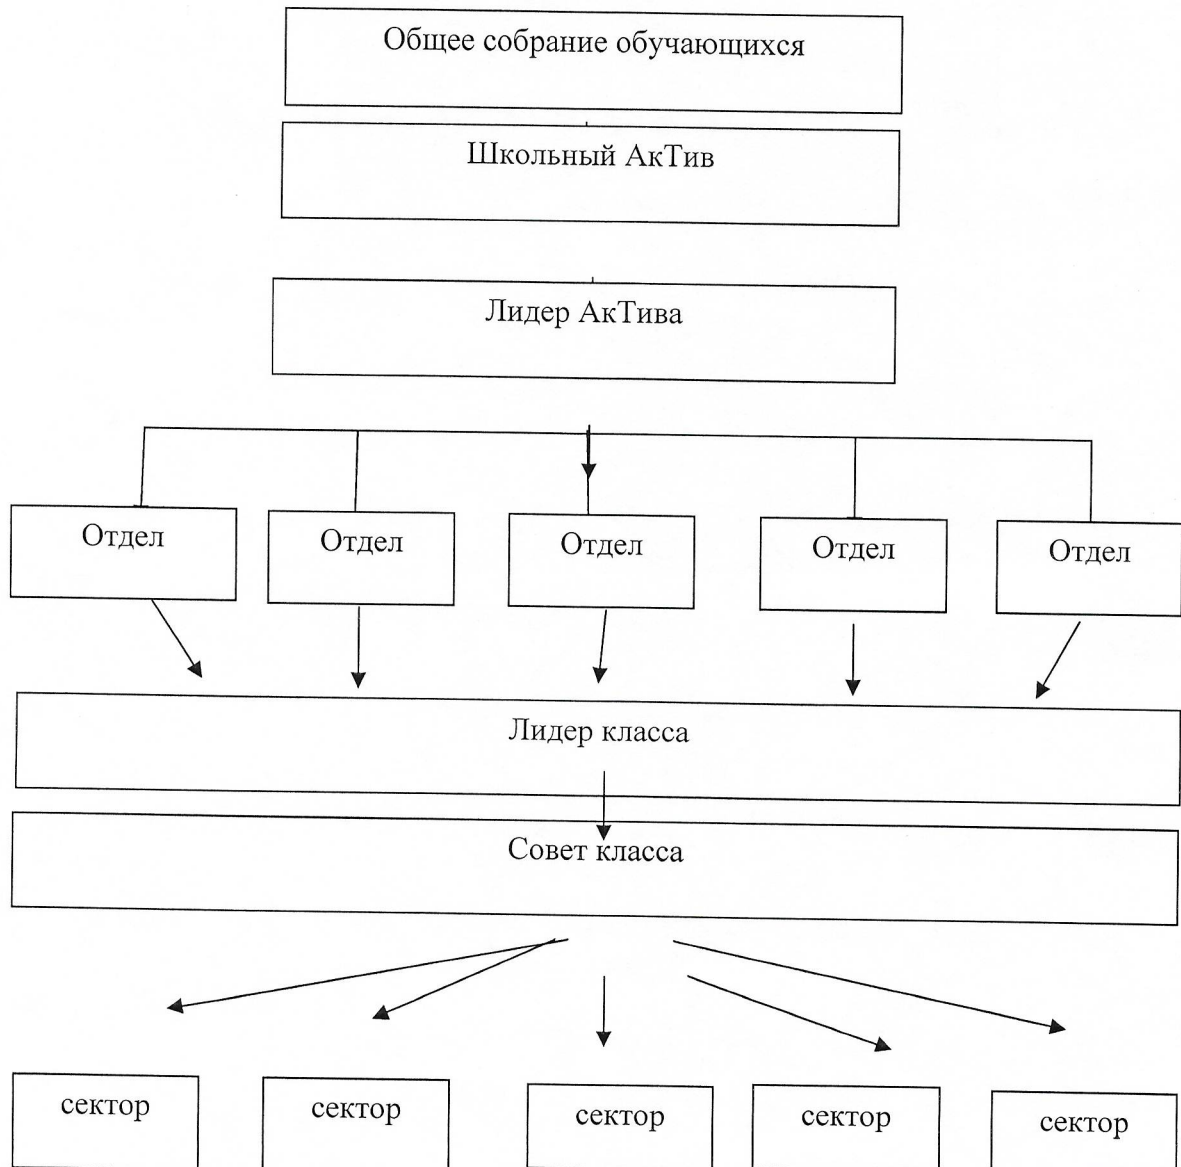 Общее собрание обучающихся
Школьный АкТив
Лидер АкТива
Отдел
Отдел
Отдел
Отдел
Отдел
Лидер класса
Совет класса
сектор
сектор
сектор
сектор
сектор